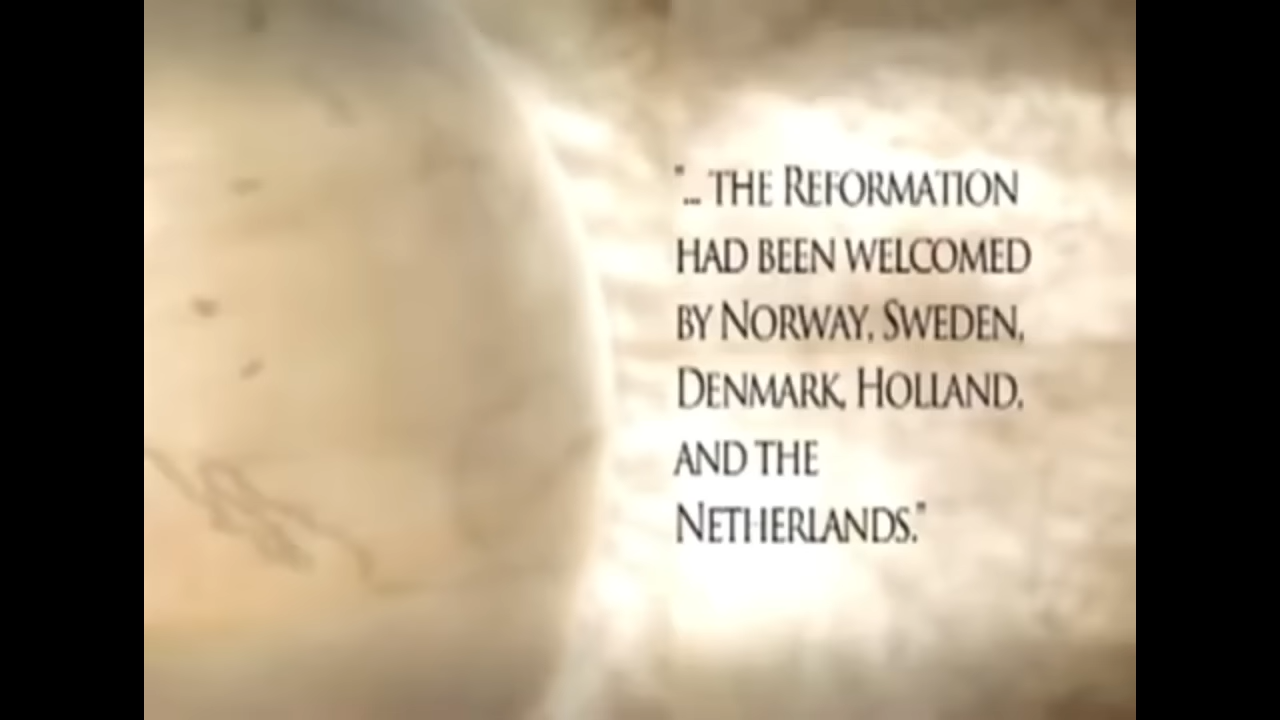 "... THE REFORMATION
HAD BEEN WELCOMED
BY NORWAY, SWEDEN,
DENMARK, HOLLAND,
AND THE
NETHERLANDS."